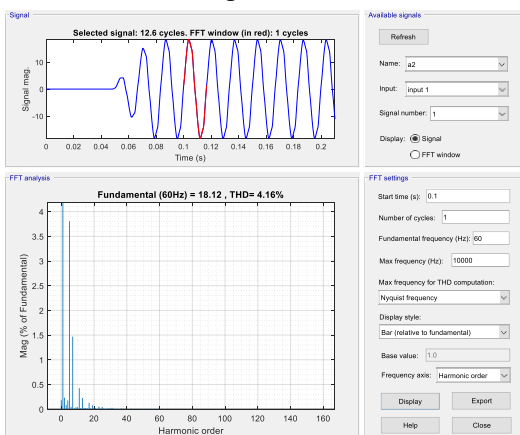 Signal
Selected signal: 12.6 cycles. FFT window (in red): 1 cycles
Signal mag.
10
0
-10
0 0.02 0.04 0.06 0.08 0.1 0.12 0.14 0.16 0.18 0.2
Time (s)
FFT analysis
Fundamental (60Hz) = 18.12 , THD= 4.16%
Mag (% of Fundamental)
4
3.5
3
2.5
2
1.5
1
0.5
0
0 20 40 60 80 100 120 140 160
Harmonic order
Available signals
Refresh
Name: a2
Input: input 1
Signal number: 1
Display: Signal
FFT window
FFT settings
Start time (s): 0.1
Number of cycles: 1
Fundamental frequency (Hz): 60
Max frequency (Hz): 10000
Max frequency for THD computation:
Nyquist frequency
Display style:
Bar (relative to fundamental)
Base value: 1.0
Frequency axis: Harmonic order
Display Export
Help Close